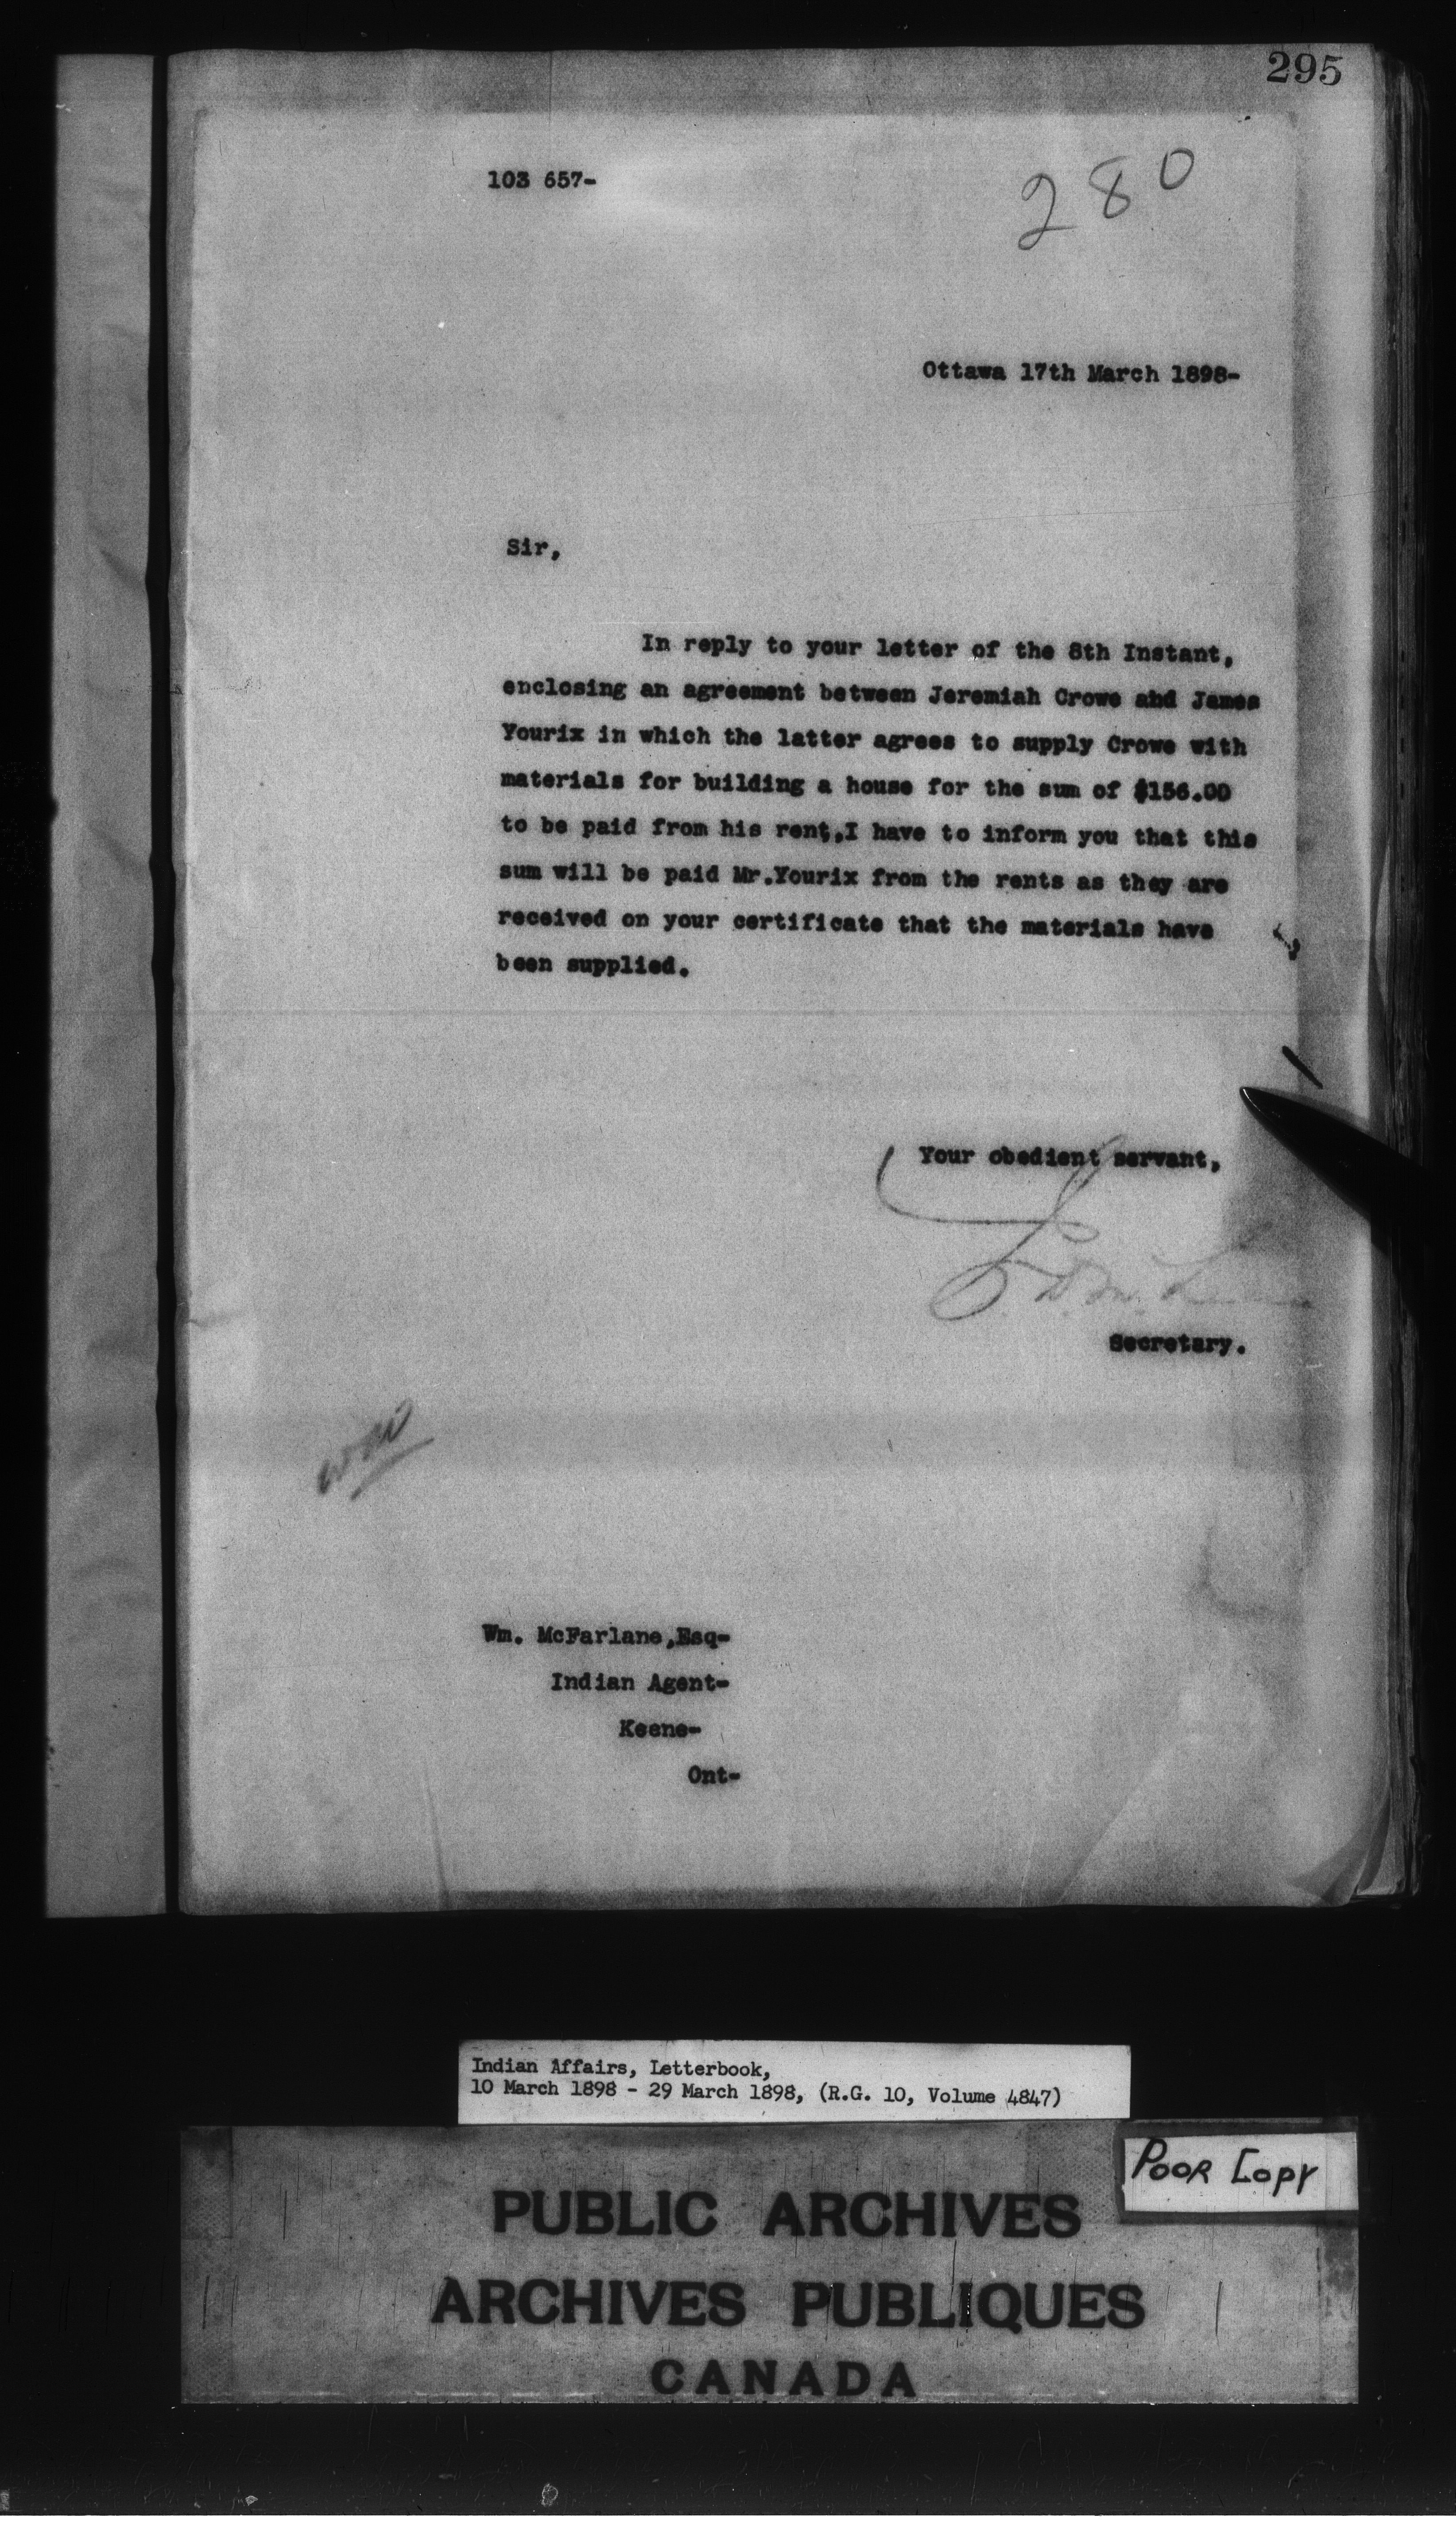 295
280
103 657-
Ottawa 17th March 1898-
Sir,
In reply to your letter of the 8th Instant,
enclosing an agreement between Jeremiah Crowe and James
Yourix in which the latter agrees to supply Crowe with
materials for building a house for the sum of $156.00
to be paid from his rent,.I have to inform you that this
sum will be paid Mr.Yourix from the rents as they are
received on your certificate that the materials have
been supplied.
Your obedient servant,
Secretary.
Wm. McFarlane,Esq-
Indian Agent-
Keene-
Ont-
Indian Affairs, Letterbook,
10 March 1898 - 29 March 1898, (R.G. 10, Volume 4847)
POOR COPY
PUBLIC ARCHIVES
ARCHIVES PUBLIQUES
CANADA